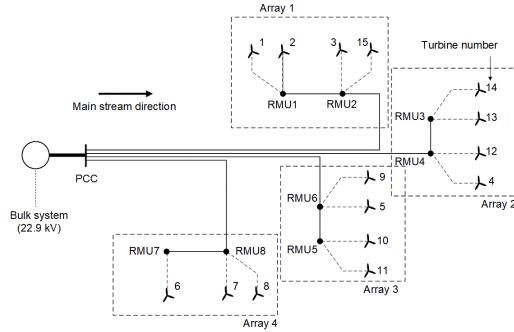 Array 1
1
2
3
15
Turbine number
14
RMU1
RMU2
Main stream direction
RMU3
13
RMU4
12
PCC
9
4
RMU6
5
Array 2
Bulk system
(22.9 kV)
RMU5
10
RMU7
RMU8
11
Array 3
6
7
8
Array 4